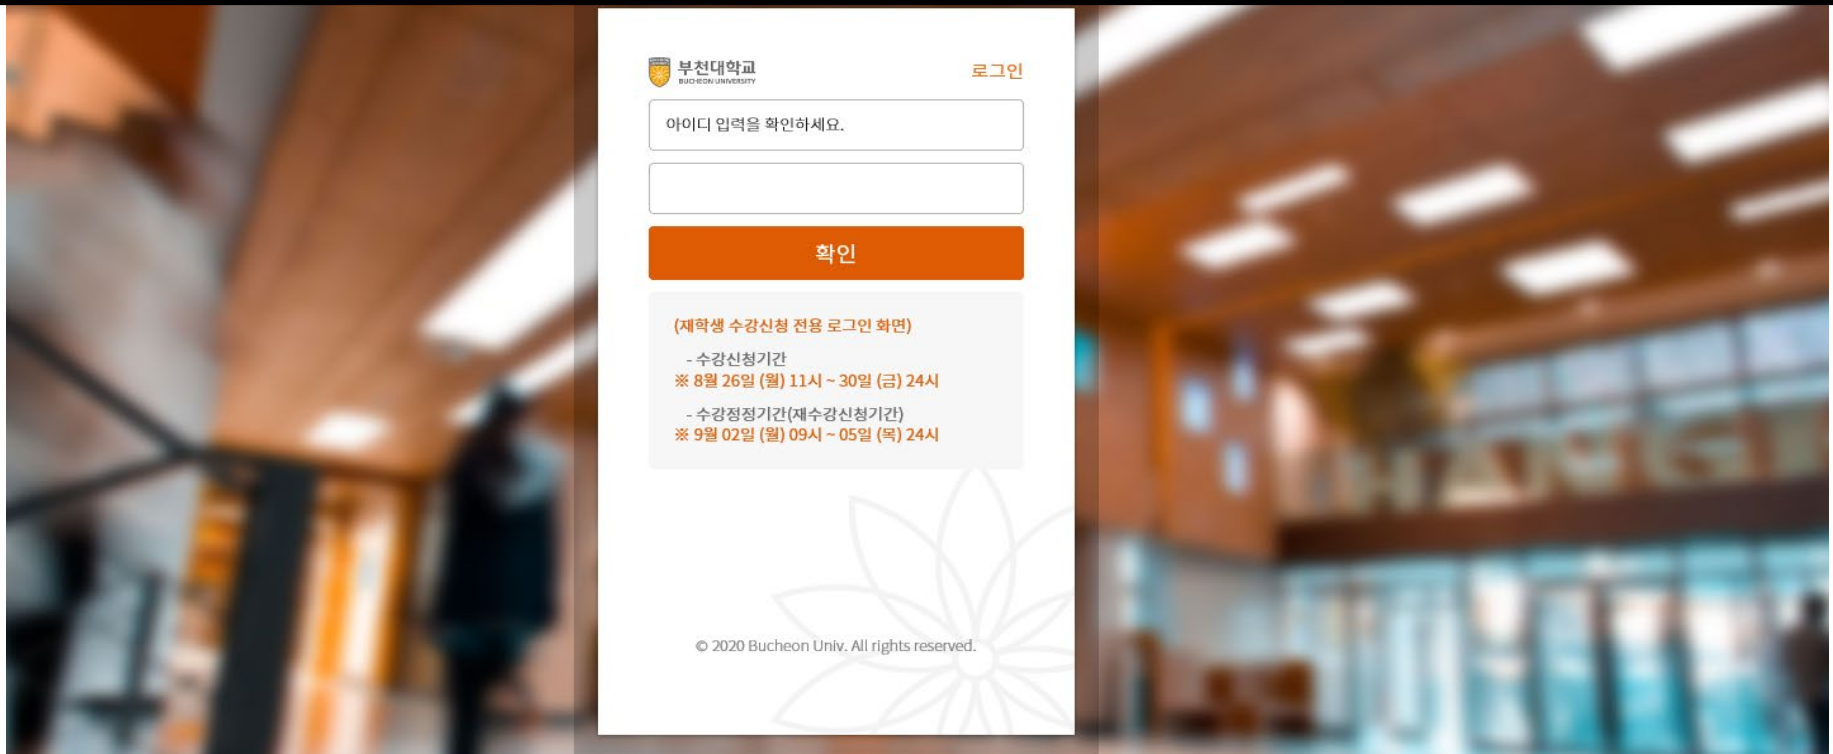 부천대학교
BUCHEON UNIVERSITY
로그인
아이디 입력을 확인하세요.
확인
(재학생 수강신청 전용 로그인 화면)
- 수강신청기간
※ 8월 26일 (월) 11시 ~ 30일 (금) 24시
- 수강정정기간(재수강신청기간)
※ 9월 02일 (월) 09시 ~ 05일 (목) 24시
© 2020 Bucheon Univ. All rights reserved.